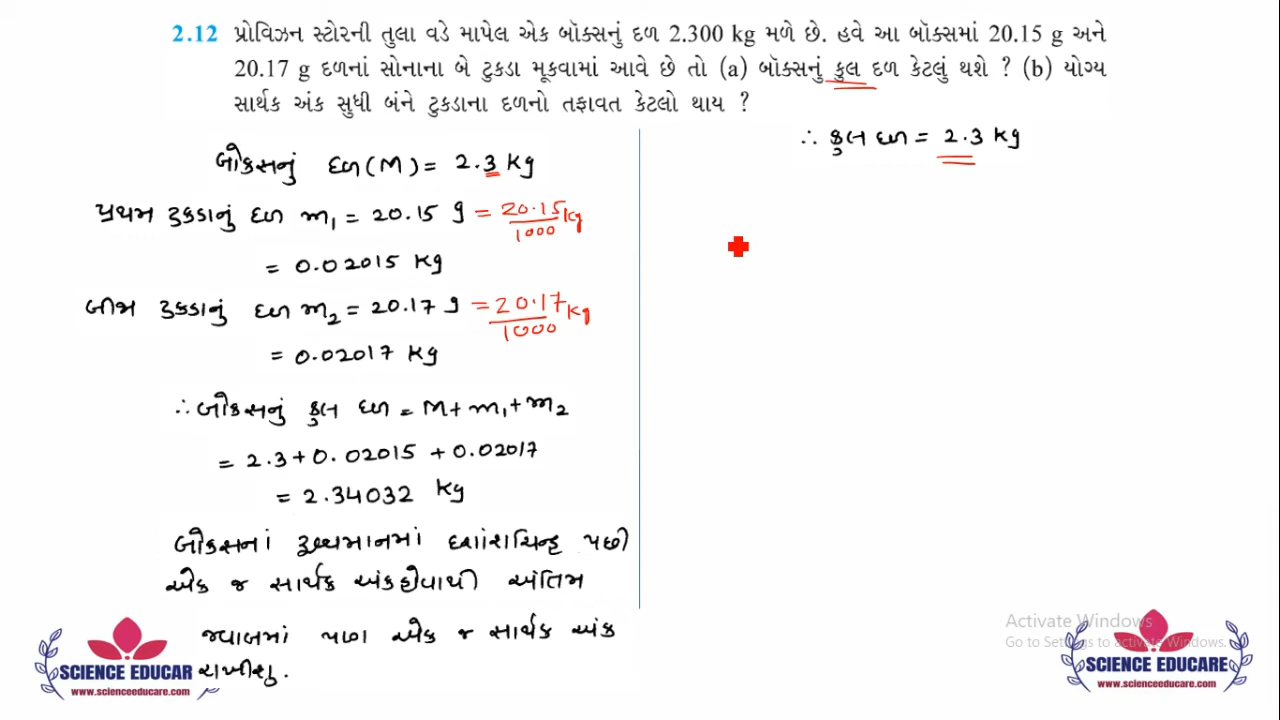 2.12 પ્રોવિઝન સ્ટોરની તુલા વડે માપેલ એક બૉક્સનું દળ 2.300 kg મળે છે. હવે આ બૉક્સમાં 20.15 g અને
20.17 g દળનાં સોનાના બે ટુકડા મૂકવામાં આવે છે તો (a) બૉક્સનું કુલ દળ કેટલું થશે ? (b) યોગ્ય
સાર્થક અંક સુધી બંને ટુકડાના દળનો તફાવત કેટલો થાય ?
બોકસનું દળ (M) = 2.3 Kg
પ્રથમ ટુકડાનું દળ m₁ = 20.15 g = 20.15/1000 kg
= 0.02015 Kg
બીજા ટુકડાનું દળ m₂ = 20.17 g = 20.17/1000 Kg
= 0.02017 Kg
∴ બોકસનું કુલ દળ = M + m₁ + m₂
= 2.3 + 0.02015 + 0.02017
= 2.34032 Kg
બોકસનાં દશાંશચિન્હ પછી
એક જ સાર્થક અંક હોવાથી અંતિમ
જવાબમાં પણ એક જ સાર્થક અંક
રાખીશુ.
∴ કુલ દળ = 2.3 Kg
SCIENCE EDUCAR
www.scienceeducare.com
Activate Windows
Go to Settings to activate Windows.
SCIENCE EDUCARE
www.scienceeducare.com